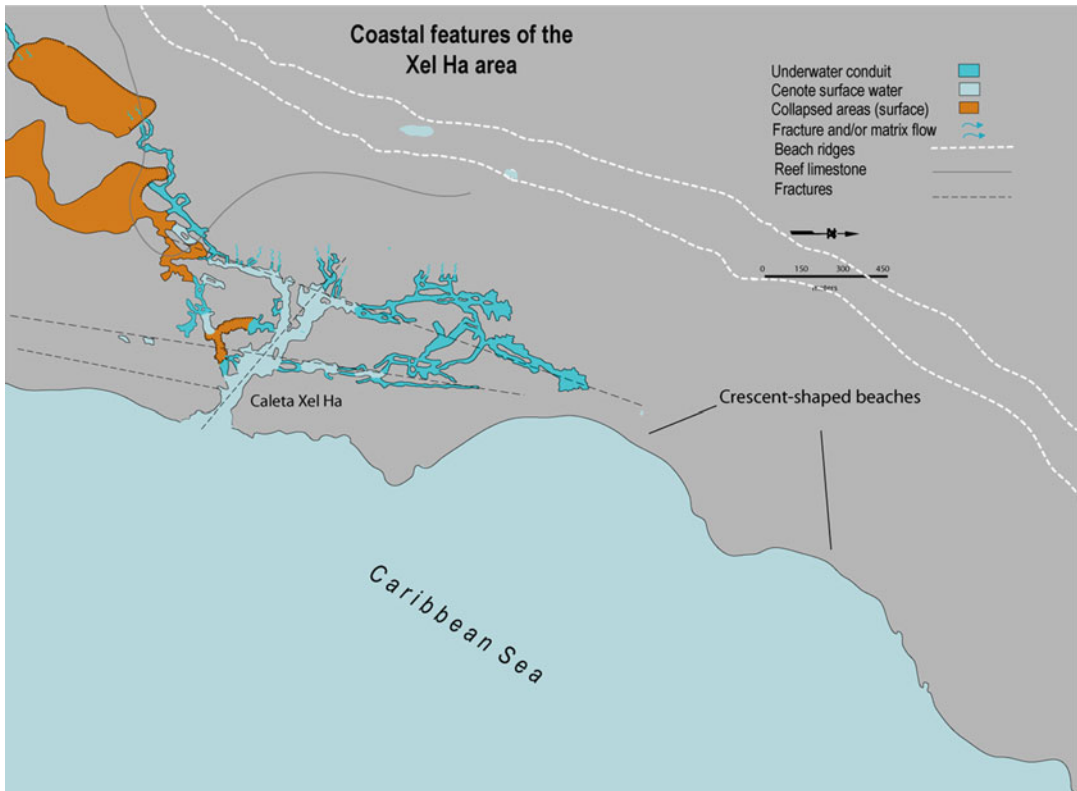 Coastal features of the
Xel Ha area
Underwater conduit
Cenote surface water
Collapsed areas (surface)
Fracture and/or matrix flow
Beach ridges
Reef limestone
Fractures
N
0 150 300 450
Caleta Xel Ha
Crescent-shaped beaches
Caribbean Sea